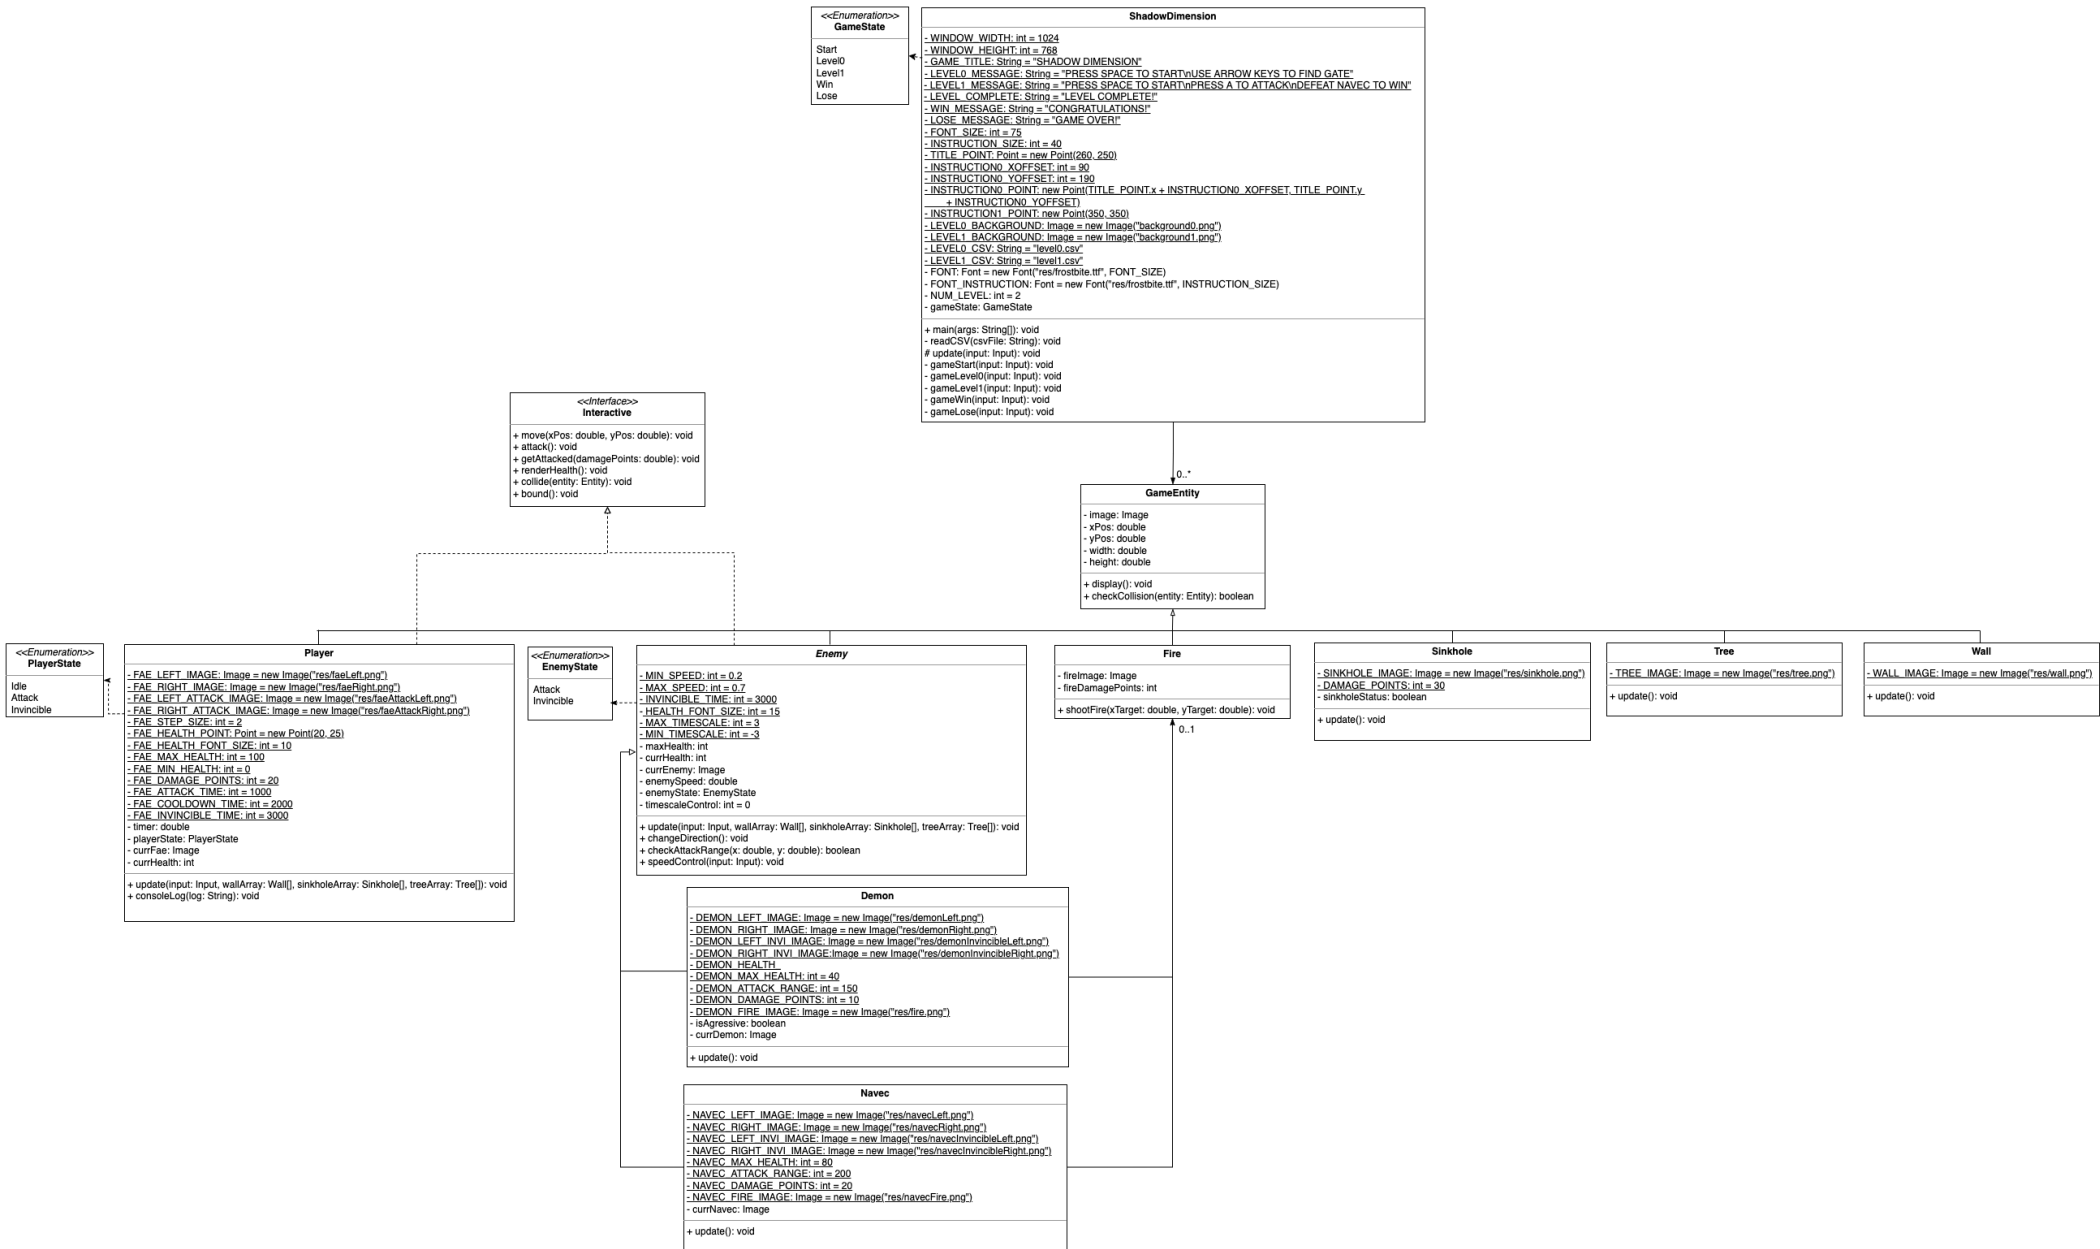 <<Enumeration>>
GameState
Start
Level0
Level1
Win
Lose
ShadowDimension
- WINDOW_WIDTH: int = 1024
- WINDOW_HEIGHT: int = 768
- GAME_TITLE: String = "SHADOW DIMENSION"
- LEVEL0_MESSAGE: String = "PRESS SPACE TO START\nUSE ARROW KEYS TO FIND GATE"
- LEVEL1_MESSAGE: String = "PRESS SPACE TO START\nPRESS A TO ATTACK\nDEFEAT NAVEC TO WIN"
- LEVEL_COMPLETE: String = "LEVEL COMPLETE!"
- WIN_MESSAGE: String = "CONGRATULATIONS!"
- LOSE_MESSAGE: String = "GAME OVER!"
- FONT_SIZE: int = 75
- INSTRUCTION_SIZE: int = 40
- TITLE_POINT: Point = new Point(260, 250)
- INSTRUCTION0_XOFFSET: int = 90
- INSTRUCTION0_YOFFSET: int = 190
- INSTRUCTION0_POINT: new Point(TITLE_POINT.x + INSTRUCTION0_XOFFSET, TITLE_POINT.y
+ INSTRUCTION0_YOFFSET)
- INSTRUCTION1_POINT: new Point(350, 350)
- LEVEL0_BACKGROUND: Image = new Image("background0.png")
- LEVEL1_BACKGROUND: Image = new Image("background1.png")
- LEVEL0_CSV: String = "level0.csv"
- LEVEL1_CSV: String = "level1.csv"
- FONT: Font = new Font("res/frostbite.ttf", FONT_SIZE)
- FONT_INSTRUCTION: Font = new Font("res/frostbite.ttf", INSTRUCTION_SIZE)
- NUM_LEVEL: int = 2
- gameState: GameState
+ main(args: String[]): void
- readCSV(csvFile: String): void
# update(input: Input): void
- gameStart(input: Input): void
- gameLevel0(input: Input): void
- gameLevel1(input: Input): void
- gameWin(input: Input): void
- gameLose(input: Input): void
<<Interface>>
Interactive
+ move(xPos: double, yPos: double): void
+ attack(): void
+ getAttacked(damagePoints: double): void
+ renderHealth(): void
+ collide(entity: Entity): void
+ bound(): void
0..*
GameEntity
- image: Image
- xPos: double
- yPos: double
- width: double
- height: double
+ display(): void
+ checkCollision(entity: Entity): boolean
<<Enumeration>>
PlayerState
Idle
Attack
Invincible
Player
- FAE_LEFT_IMAGE: Image = new Image("res/faeLeft.png")
- FAE_RIGHT_IMAGE: Image = new Image("res/faeRight.png")
- FAE_LEFT_ATTACK_IMAGE: Image = new Image("res/faeAttackLeft.png")
- FAE_RIGHT_ATTACK_IMAGE: Image = new Image("res/faeAttackRight.png")
- FAE_STEP_SIZE: int = 2
- FAE_HEALTH_POINT: Point = new Point(20, 25)
- FAE_HEALTH_FONT_SIZE: int = 10
- FAE_MAX_HEALTH: int = 100
- FAE_MIN_HEALTH: int = 0
- FAE_DAMAGE_POINTS: int = 20
- FAE_ATTACK_TIME: int = 1000
- FAE_COOLDOWN_TIME: int = 2000
- FAE_INVINCIBLE_TIME: int = 3000
- timer: double
- playerState: PlayerState
- currFae: Image
- currHealth: int
+ update(input: Input, wallArray: Wall[], sinkholeArray: Sinkhole[], treeArray: Tree[]): void
+ consoleLog(log: String): void
<<Enumeration>>
EnemyState
Attack
Invincible
Enemy
- MIN_SPEED: int = 0.2
- MAX_SPEED: int = 0.7
- INVINCIBLE_TIME: int = 3000
- HEALTH_FONT_SIZE: int = 15
- MAX_TIMESCALE: int = 3
- MIN_TIMESCALE: int = -3
- maxHealth: int
- currHealth: int
- currEnemy: Image
- enemySpeed: double
- enemyState: EnemyState
- timescaleControl: int = 0
+ update(input: Input, wallArray: Wall[], sinkholeArray: Sinkhole[], treeArray: Tree[]): void
+ changeDirection(): void
+ checkAttackRange(x: double, y: double): boolean
+ speedControl(input: Input): void
Fire
- fireImage: Image
- fireDamagePoints: int
+ shootFire(xTarget: double, yTarget: double): void
0..1
Sinkhole
- SINKHOLE_IMAGE: Image = new Image("res/sinkhole.png")
- DAMAGE_POINTS: int = 30
- sinkholeStatus: boolean
+ update(): void
Tree
- TREE_IMAGE: Image = new Image("res/tree.png")
+ update(): void
Wall
- WALL_IMAGE: Image = new Image("res/wall.png")
+ update(): void
Demon
- DEMON_LEFT_IMAGE: Image = new Image("res/demonLeft.png")
- DEMON_RIGHT_IMAGE: Image = new Image("res/demonRight.png")
- DEMON_LEFT_INVI_IMAGE: Image = new Image("res/demonInvincibleLeft.png")
- DEMON_RIGHT_INVI_IMAGE:Image = new Image("res/demonInvincibleRight.png")
- DEMON_HEALTH_
- DEMON_MAX_HEALTH: int = 40
- DEMON_ATTACK_RANGE: int = 150
- DEMON_DAMAGE_POINTS: int = 10
- DEMON_FIRE_IMAGE: Image = new Image("res/fire.png")
- isAgressive: boolean
- currDemon: Image
+ update(): void
Navec
- NAVEC_LEFT_IMAGE: Image = new Image("res/navecLeft.png")
- NAVEC_RIGHT_IMAGE: Image = new Image("res/navecRight.png")
- NAVEC_LEFT_INVI_IMAGE: Image = new Image("res/navecInvincibleLeft.png")
- NAVEC_RIGHT_INVI_IMAGE: Image = new Image("res/navecInvincibleRight.png")
- NAVEC_MAX_HEALTH: int = 80
- NAVEC_ATTACK_RANGE: int = 200
- NAVEC_DAMAGE_POINTS: int = 20
- NAVEC_FIRE_IMAGE: Image = new Image("res/navecFire.png")
- currNavec: Image
+ update(): void